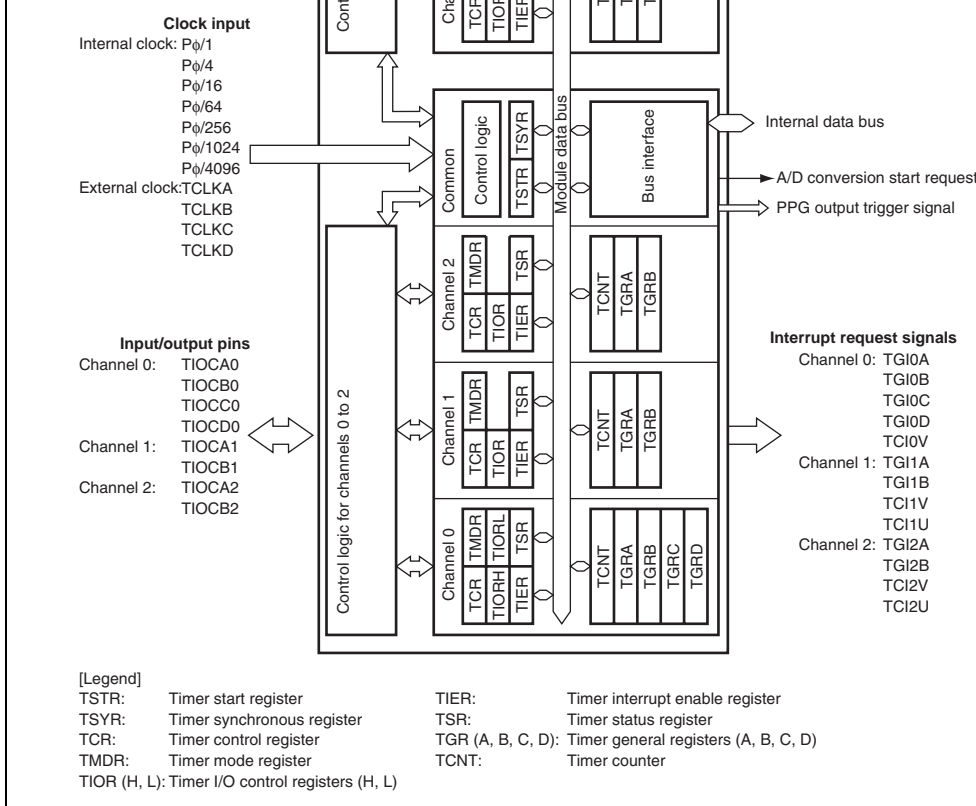 Clock input
Internal clock: Pφ/1
Pφ/4
Pφ/16
Pφ/64
Pφ/256
Pφ/1024
Pφ/4096
External clock:TCLKA
TCLKB
TCLKC
TCLKD
Input/output pins
Channel 0: TIOCA0
TIOCB0
TIOCC0
TIOCD0
Channel 1: TIOCA1
TIOCB1
Channel 2: TIOCA2
TIOCB2
Control logic for channels 0 to 2
TCR
Common
Control logic
TSTR TSYR
Module data bus
Bus interface
Channel 2
TCR TMDR
TIOR
TIER TSR
TCNT
TGRA
TGRB
Channel 1
TCR TMDR
TIOR
TIER TSR
TCNT
TGRA
TGRB
Channel 0
TCR TMDR
TIORH TIORL
TIER TSR
TCNT
TGRA
TGRB
TGRC
TGRD
Internal data bus
A/D conversion start request
PPG output trigger signal
Interrupt request signals
Channel 0: TGI0A
TGI0B
TGI0C
TGI0D
TCI0V
Channel 1: TGI1A
TGI1B
TCI1V
TCI1U
Channel 2: TGI2A
TGI2B
TCI2V
TCI2U
[Legend]
TSTR: Timer start register
TSYR: Timer synchronous register
TCR: Timer control register
TMDR: Timer mode register
TIOR (H, L): Timer I/O control registers (H, L)
TIER: Timer interrupt enable register
TSR: Timer status register
TGR (A, B, C, D): Timer general registers (A, B, C, D)
TCNT: Timer counter